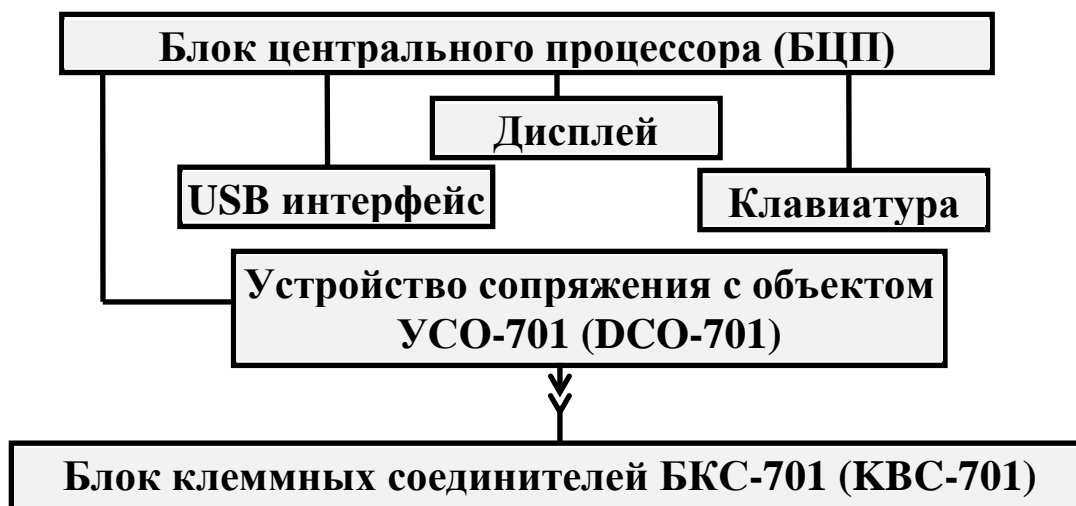 Блок центрального процессора (БЦП)
Дисплей
USB интерфейс
Клавиатура
Устройство сопряжения с объектом
УСО-701 (DCO-701)
Блок клеммных соединителей БКС-701 (KBC-701)